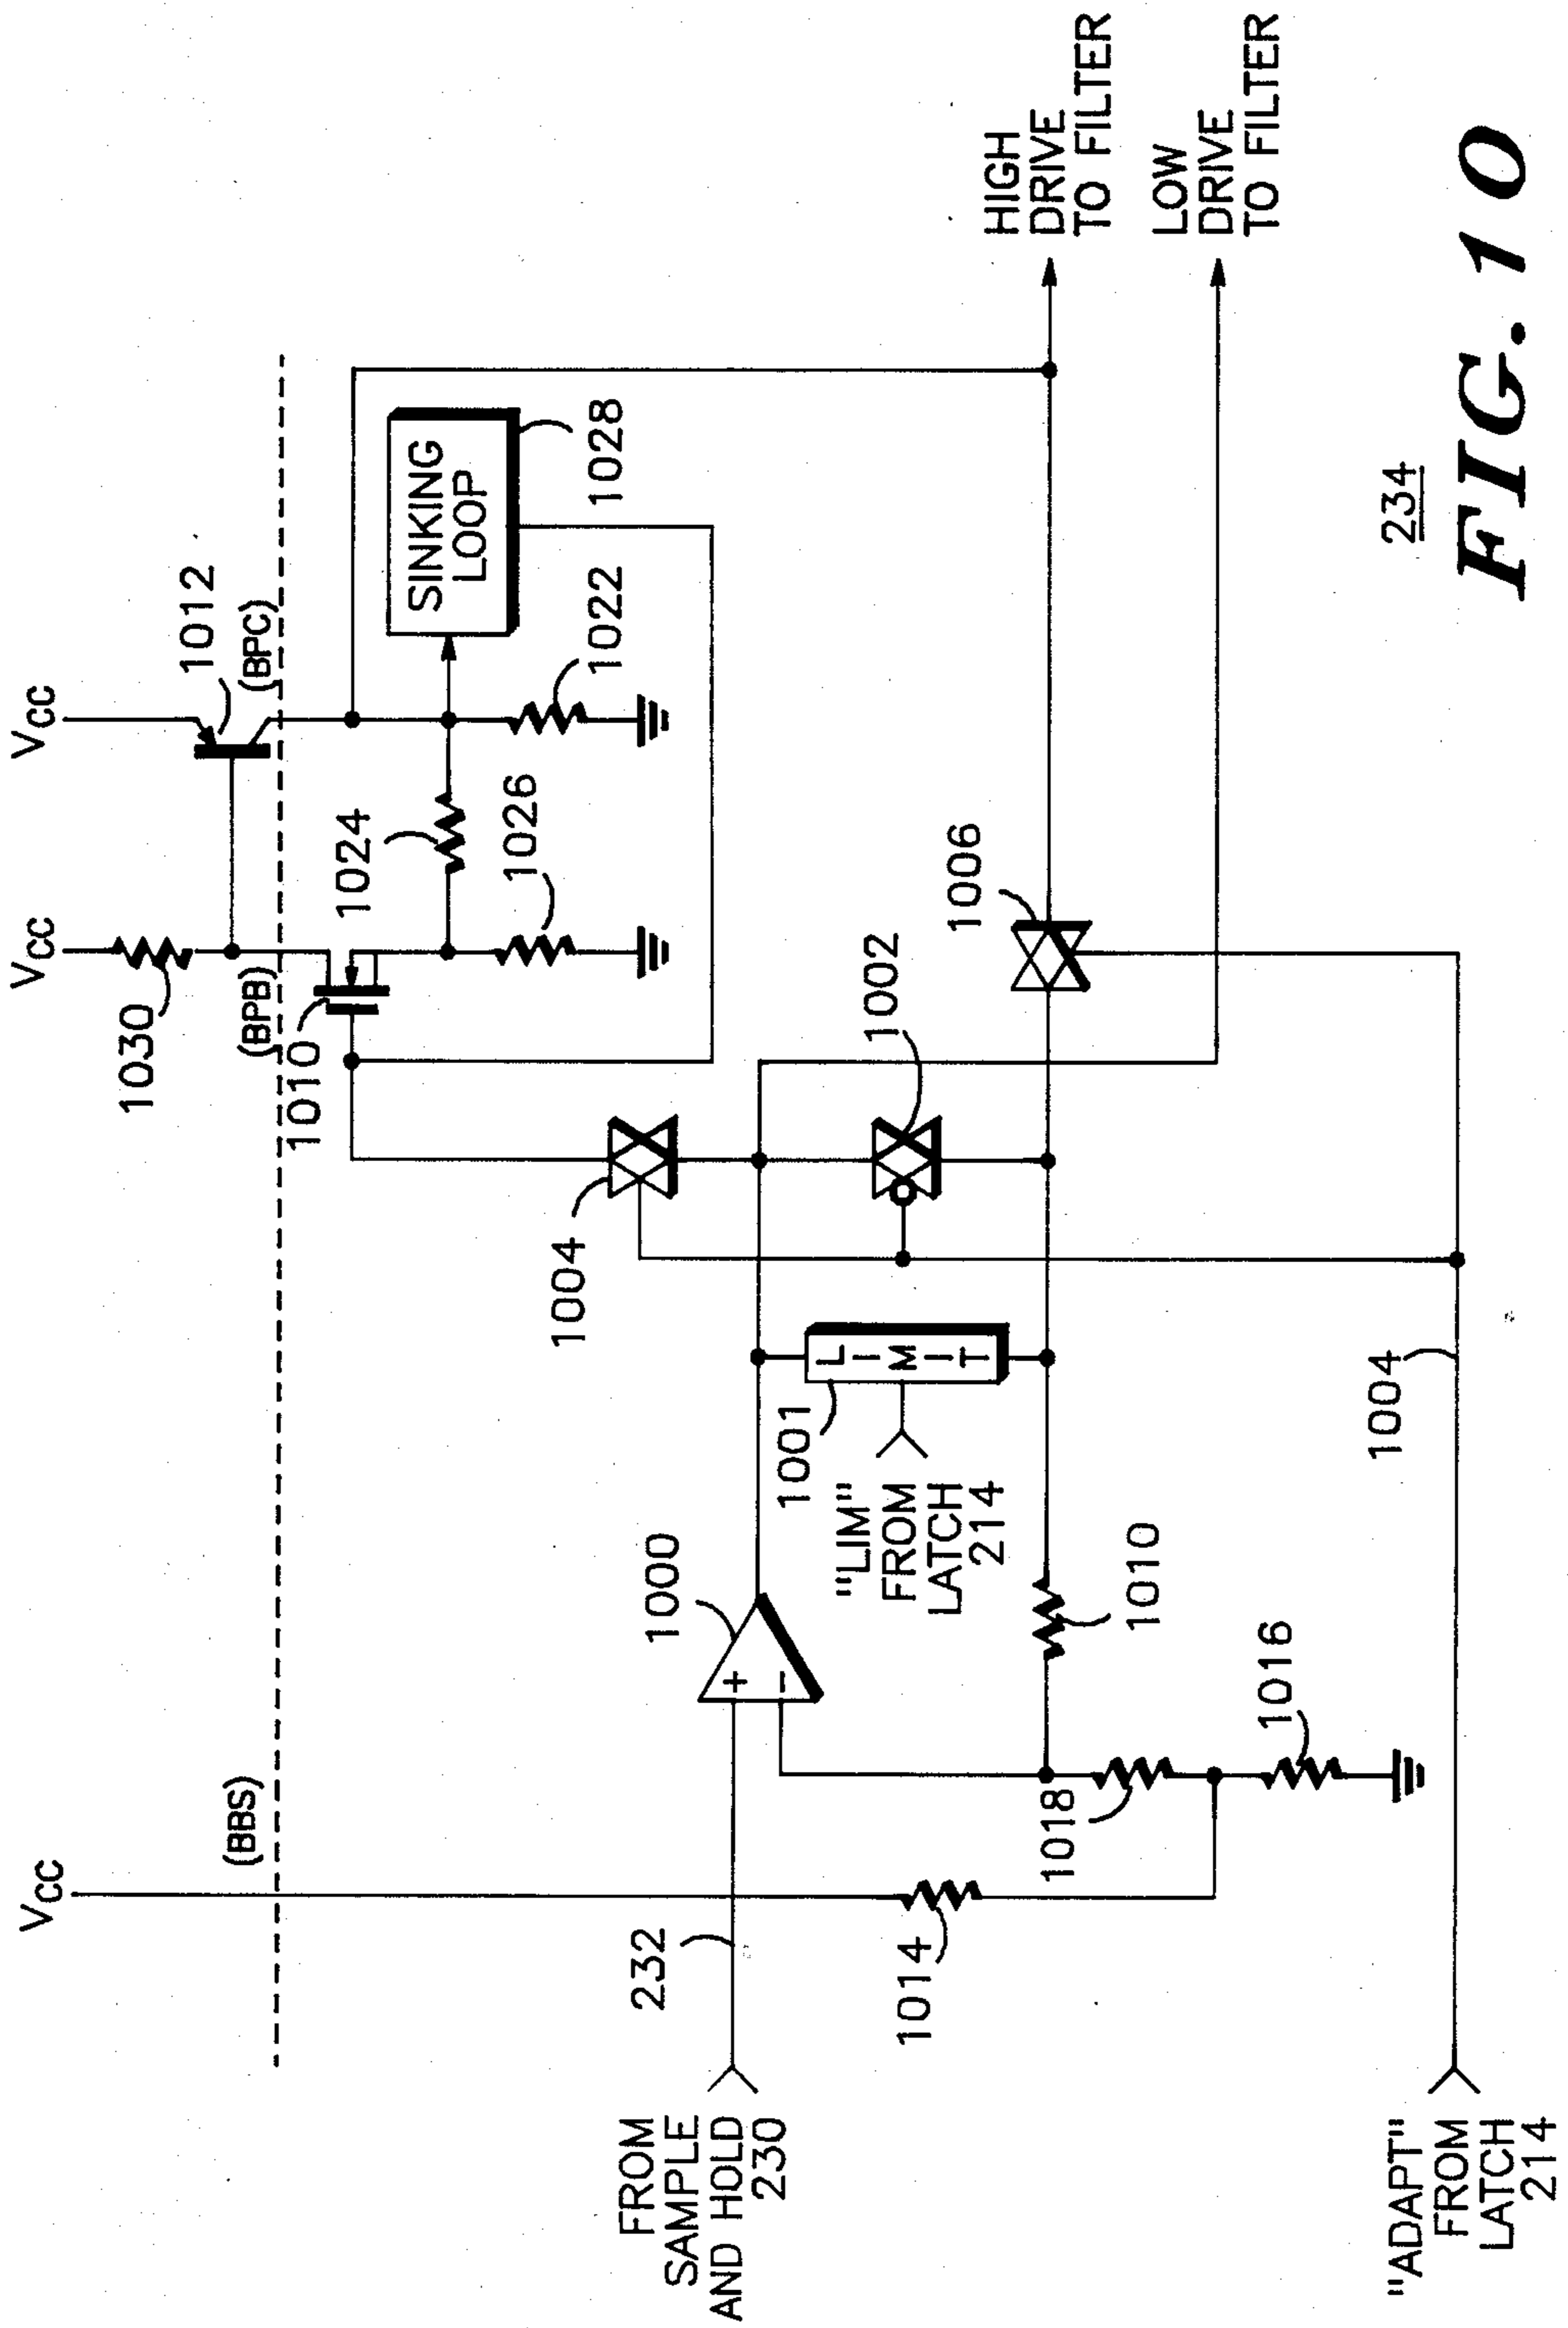 VCC
VCC
VCC
1030
1012
(BBS)
(BPB)
(BPC)
1010
1024
SINKING
LOOP
1026
1022
1028
1004
232
FROM
SAMPLE
AND HOLD
230
1000
+
−
1001
LIMIT
"LIM"
FROM
LATCH
214
1002
1006
1014
1010
1018
1016
HIGH
DRIVE
TO FILTER
LOW
DRIVE
TO FILTER
"ADAPT"
FROM
LATCH
214
1004
234
FIG. 10